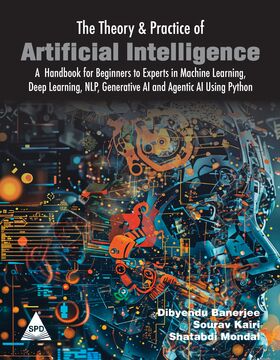 The Theory & Practice of
Artificial Intelligence
A Handbook for Beginners to Experts in Machine Learning,
Deep Learning, NLP, Generative AI and Agentic AI Using Python
Dibyendu Banerjee
Sourav Kairi
Shatabdi Mondal
SPD